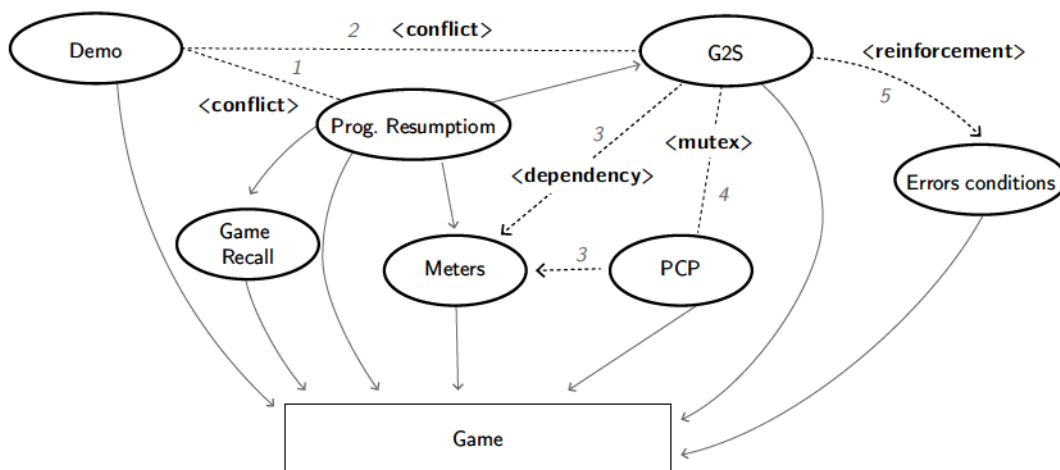 2 <conflict>
Demo
G2S
<reinforcement>
1
5
<conflict>
Prog. Resumptiom
3
<mutex>
<dependency>
4
Errors conditions
Game
Recall
Meters
3
PCP
Game